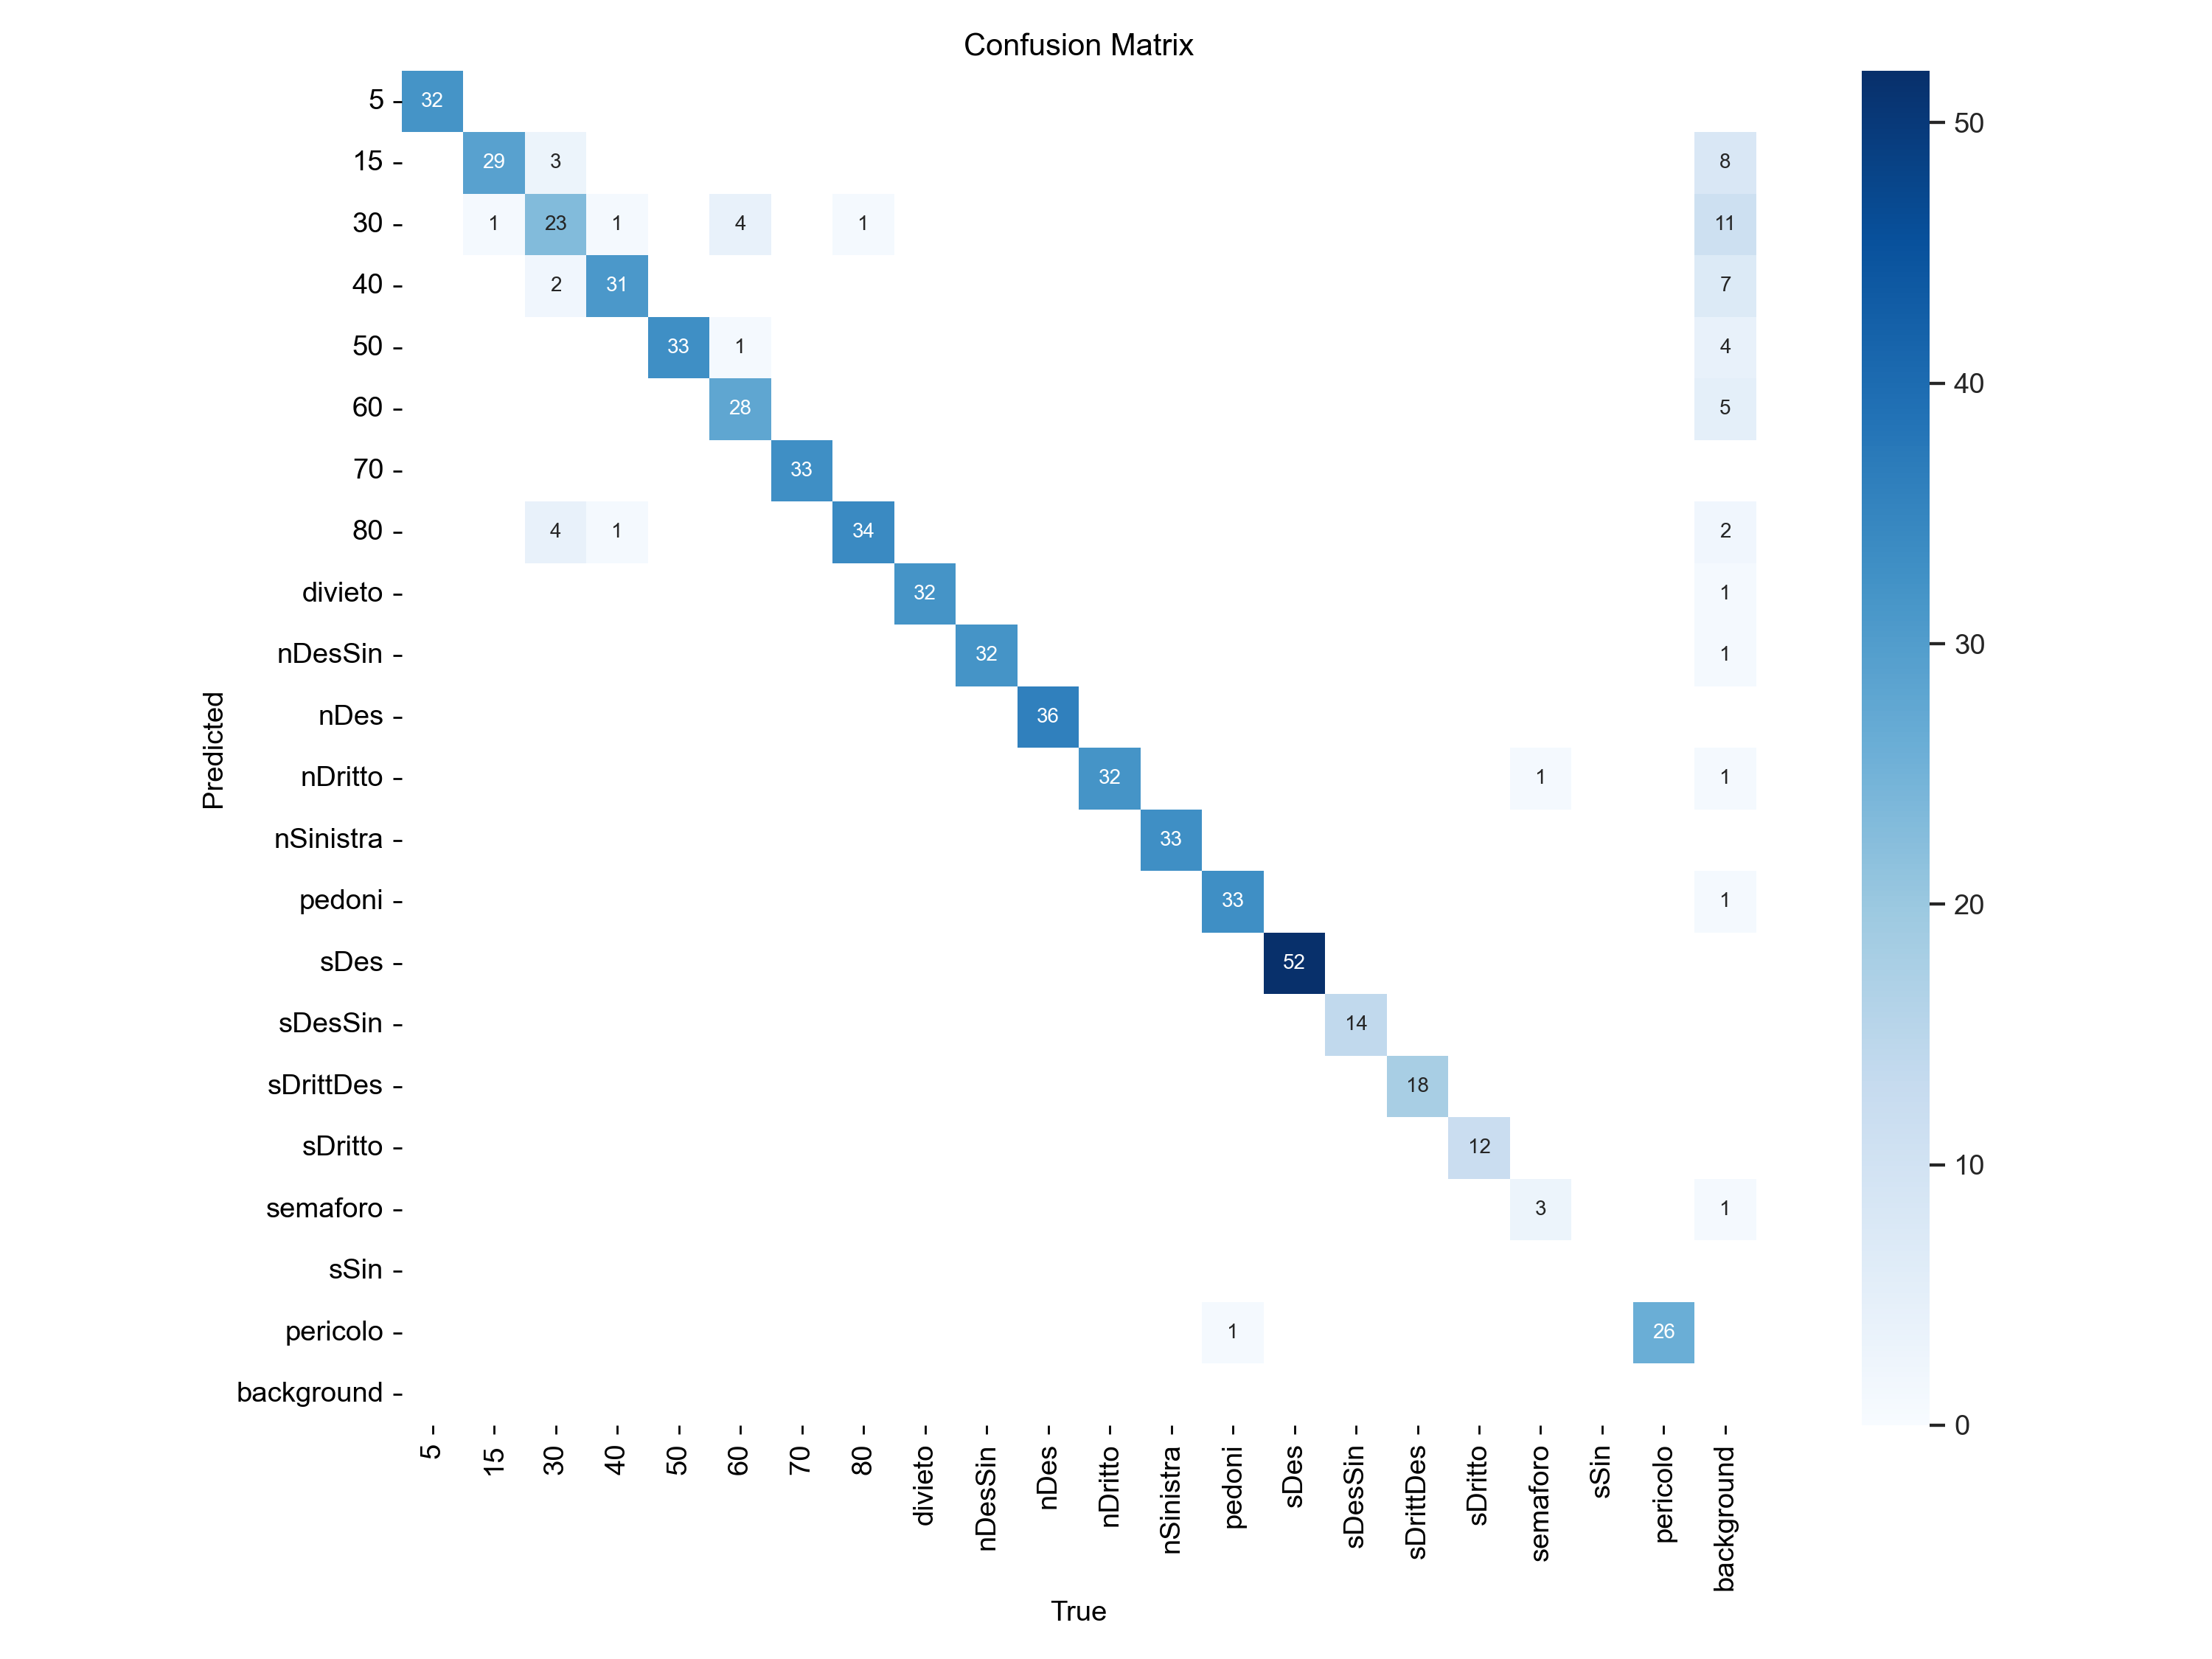 Confusion Matrix
5 32
15 29 3 8
30 1 23 1 4 1 11
40 2 31 7
50 33 1 4
60 28 5
70 33
80 4 1 34 2
divieto 32 1
nDesSin 32 1
nDes 36
nDritto 32 1 1
nSinistra 33
pedoni 33 1
sDes 52
sDesSin 14
sDrittDes 18
sDritto 12
semaforo 3 1
sSin
pericolo 1 26
background
Predicted
5 15 30 40 50 60 70 80 divieto nDesSin nDes nDritto nSinistra pedoni sDes sDesSin sDrittDes sDritto semaforo sSin pericolo background
True
50
40
30
20
10
0